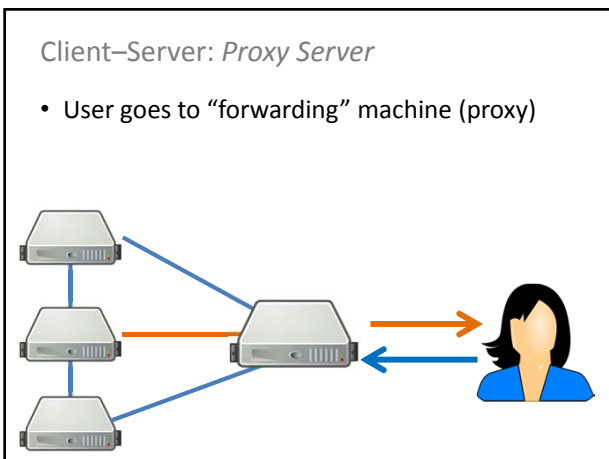 Client–Server: Proxy Server
• User goes to “forwarding” machine (proxy)